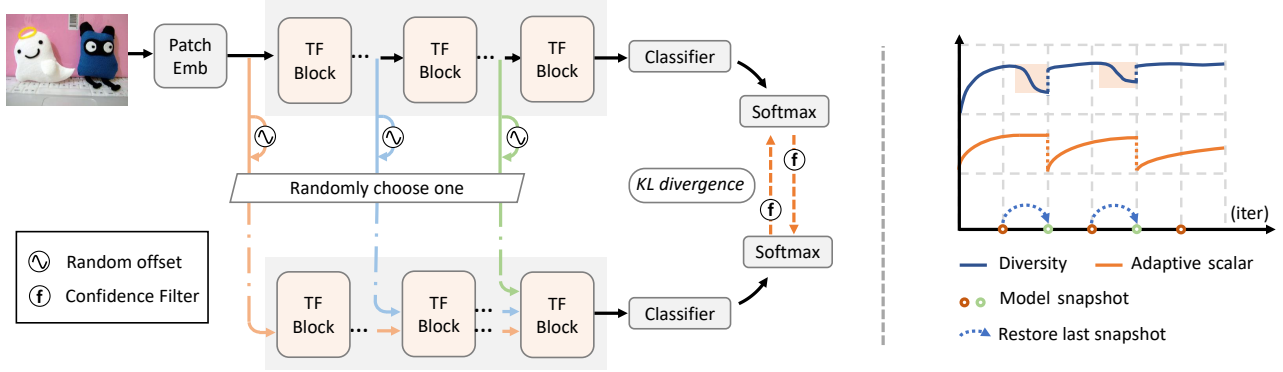 Patch
Emb
TF
Block
...
TF
Block
...
TF
Block
Classifier
Softmax
Randomly choose one
KL divergence
f
f
Softmax
Random offset
f
Confidence Filter
TF
Block
...
TF
Block
...
...
TF
Block
Classifier
(iter)
Diversity
Adaptive scalar
Model snapshot
Restore last snapshot